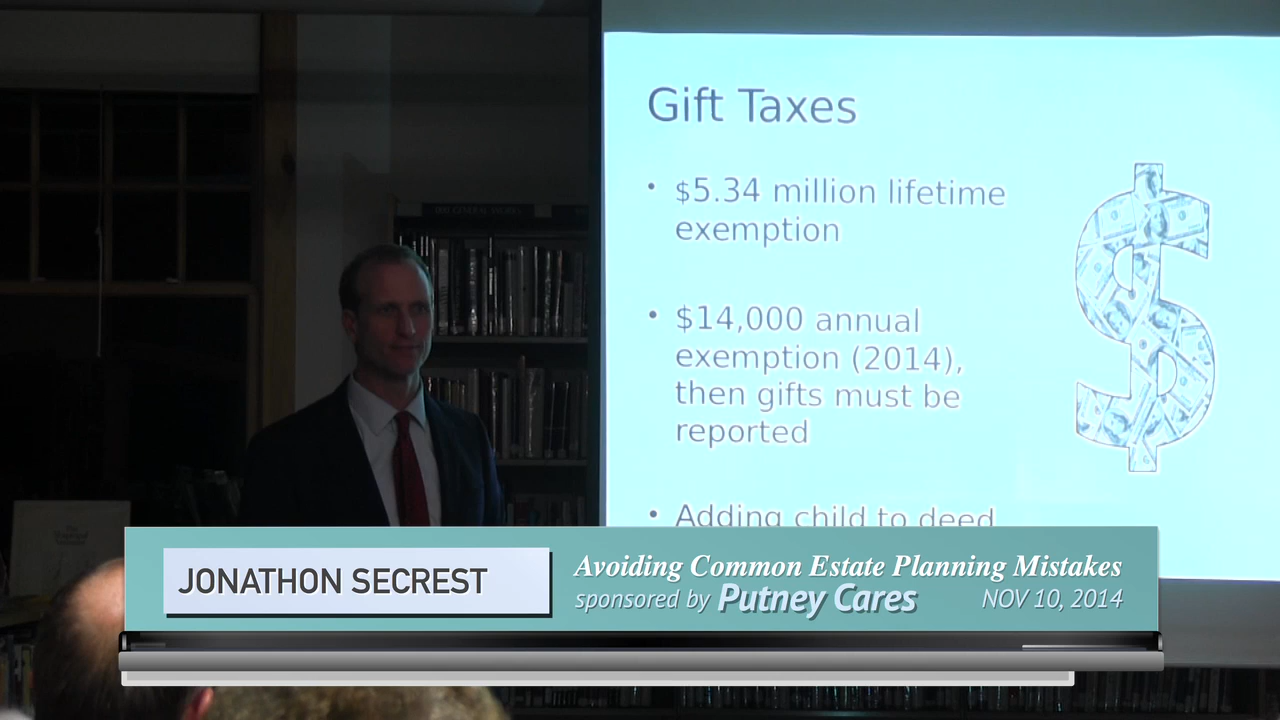 Gift Taxes
• $5.34 million lifetime
exemption
• $14,000 annual
exemption (2014),
then gifts must be
reported
• Adding child to deed
JONATHON SECREST
Avoiding Common Estate Planning Mistakes
sponsored by Putney Cares NOV 10, 2014